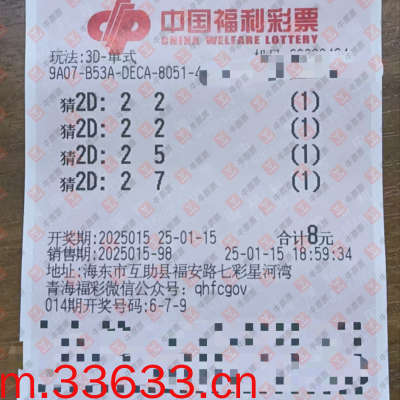 中国福利彩票
CHINA WELFARE LOTTERY
玩法:3D-单式
9A07-B53A-DECA-8051-4
猜2D: 2 2 (1)
猜2D: 2 2 (1)
猜2D: 2 5 (1)
猜2D: 2 7 (1)
开奖期:2025015 25-01-15 合计8元
销售期:2025015-98 25-01-15 18:59:34
地址:海东市互助县福安路七彩星河湾
青海福彩微信公众号: qhfcgov
014期开奖号码:6-7-9
m.33633.cn